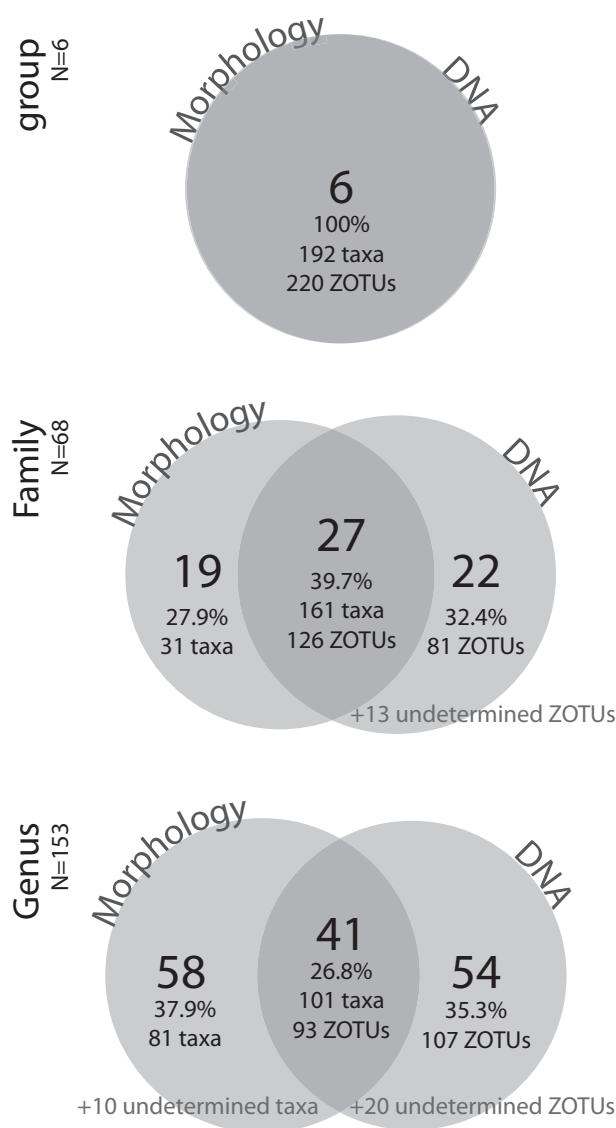 group
N=6
Morphology
DNA
6
100%
192 taxa
220 ZOTUs
Family
N=68
Morphology
DNA
19
27.9%
31 taxa
27
39.7%
161 taxa
126 ZOTUs
22
32.4%
81 ZOTUs
+13 undetermined ZOTUs
Genus
N=153
Morphology
DNA
58
37.9%
81 taxa
41
26.8%
101 taxa
93 ZOTUs
54
35.3%
107 ZOTUs
+10 undetermined taxa
+20 undetermined ZOTUs